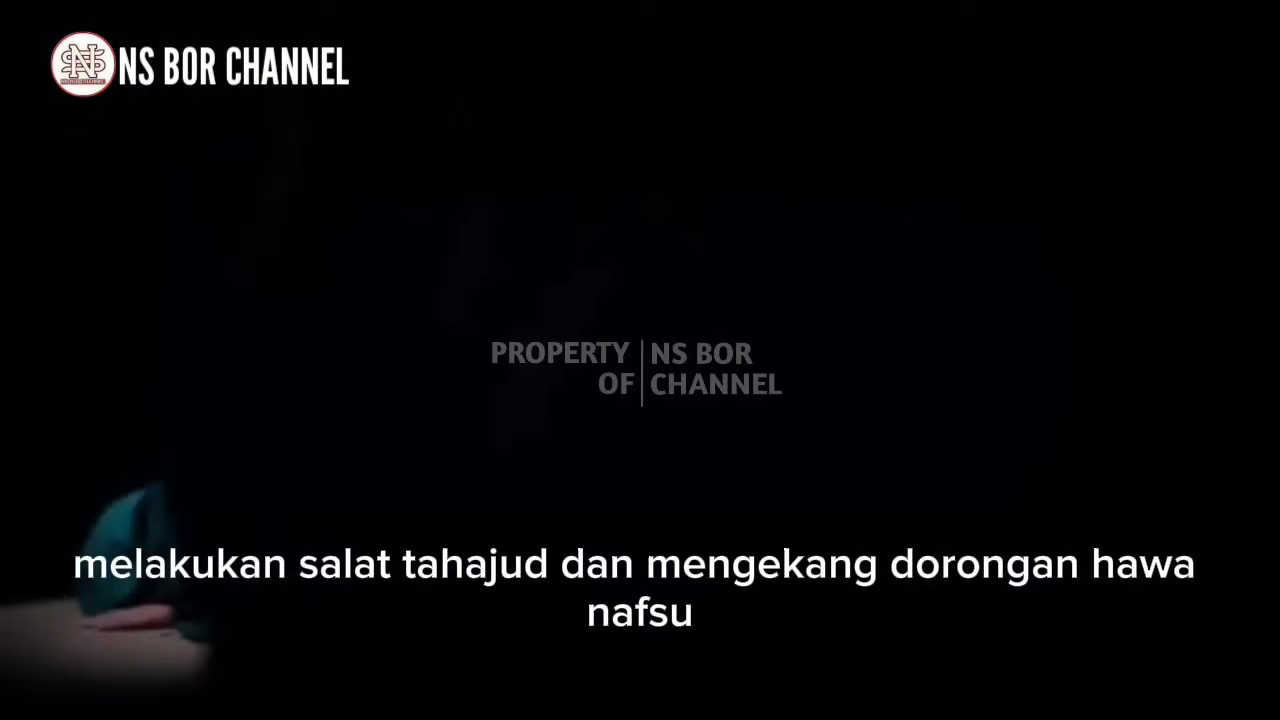 NS BOR CHANNEL
PROPERTY OF
NS BOR CHANNEL
melakukan salat tahajud dan mengekang dorongan hawa
nafsu